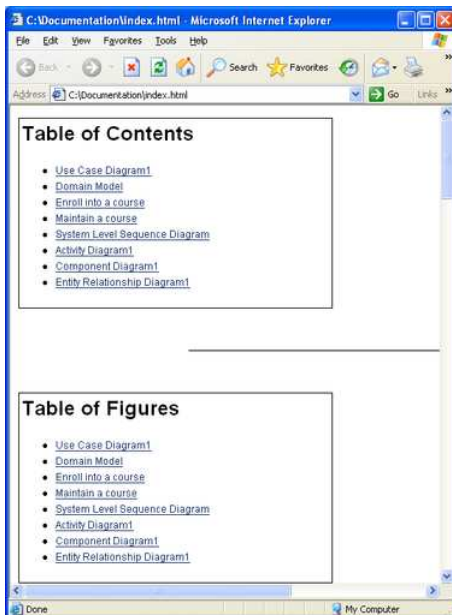 C:\Documentation\index.html - Microsoft Internet Explorer
File Edit View Favorites Tools Help
Back Search Favorites
Address C:\Documentation\index.html Go Links
Table of Contents
Use Case Diagram1
Domain Model
Enroll into a course
Maintain a course
System Level Sequence Diagram
Activity Diagram1
Component Diagram1
Entity Relationship Diagram1
Table of Figures
Use Case Diagram1
Domain Model
Enroll into a course
Maintain a course
System Level Sequence Diagram
Activity Diagram1
Component Diagram1
Entity Relationship Diagram1
Done My Computer